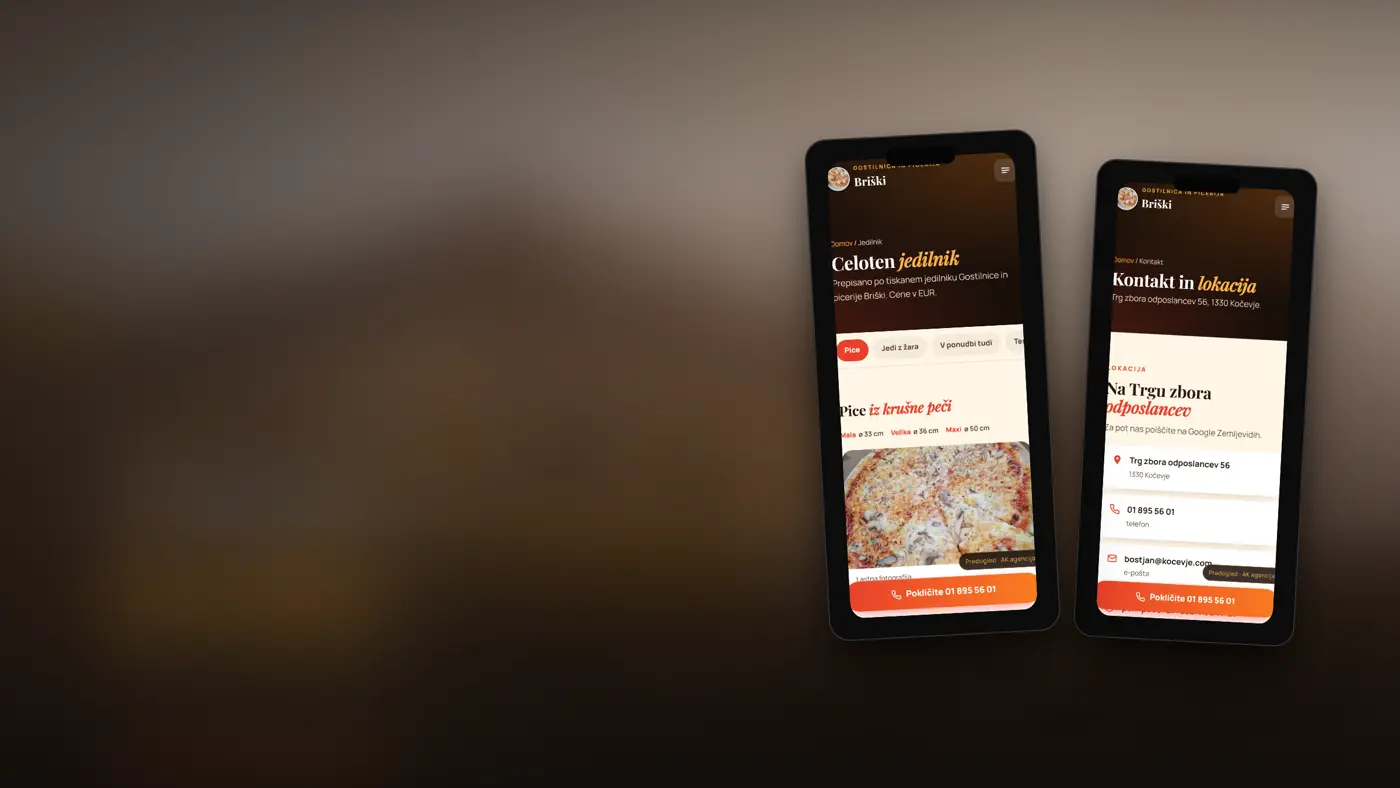 GOSTILNICA IN PICERIJA
Briški
Domov / Jedilnik
Celoten jedilnik
Prepisano po tiskanem jedilniku Gostilnice in
picerije Briški. Cene v EUR.
Pice
Jedi z žara
V ponudbi tudi
Pice iz krušne peči
Mala ø 33 cm Velika ø 36 cm Maxi ø 50 cm
Predogled · AK agencija
Lastna fotografija
Pokličite 01 895 56 01
GOSTILNICA IN PICERIJA
Briški
Domov / Kontakt
Kontakt in lokacija
Trg zbora odposlancev 56, 1330 Kočevje
LOKACIJA
Na Trgu zbora
odposlancev
Za pot nas poiščite na Google Zemljevidih.
Trg zbora odposlancev 56
1330 Kočevje
01 895 56 01
telefon
bostjan@kocevje.com
e-pošta
Predogled · AK agencija
Pokličite 01 895 56 01